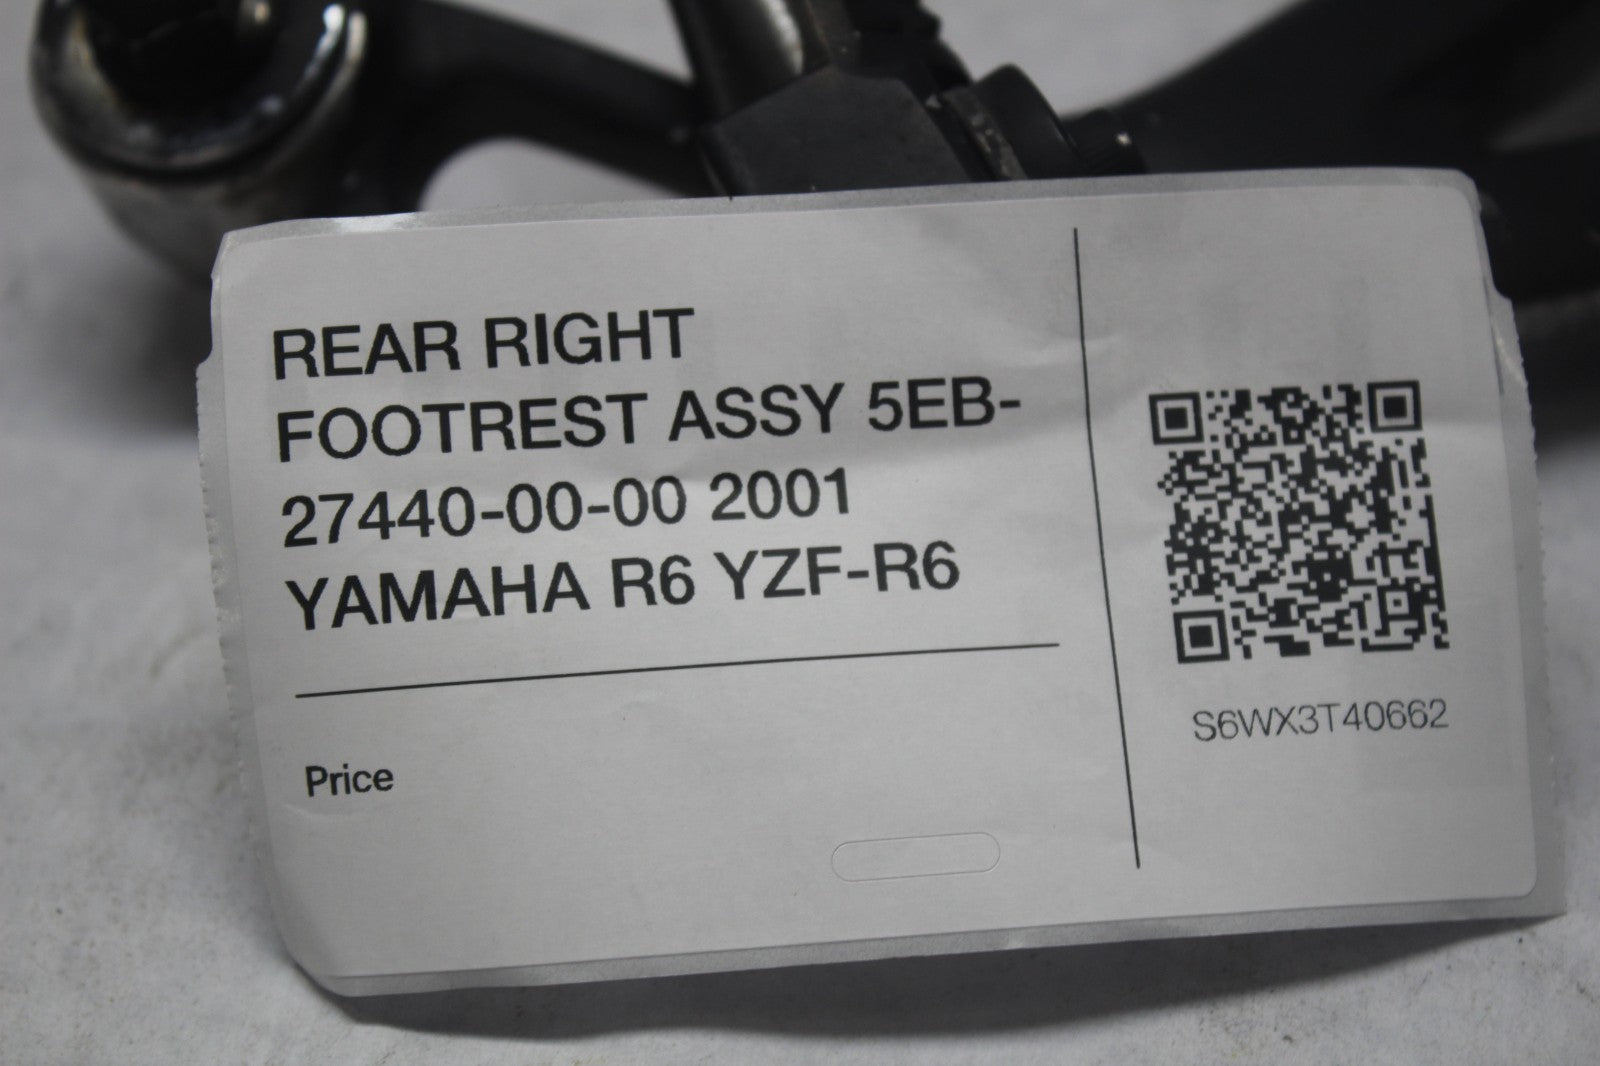 REAR RIGHT
FOOTREST ASSY 5EB-
27440-00-00 2001
YAMAHA R6 YZF-R6
Price
S6WX3T40662